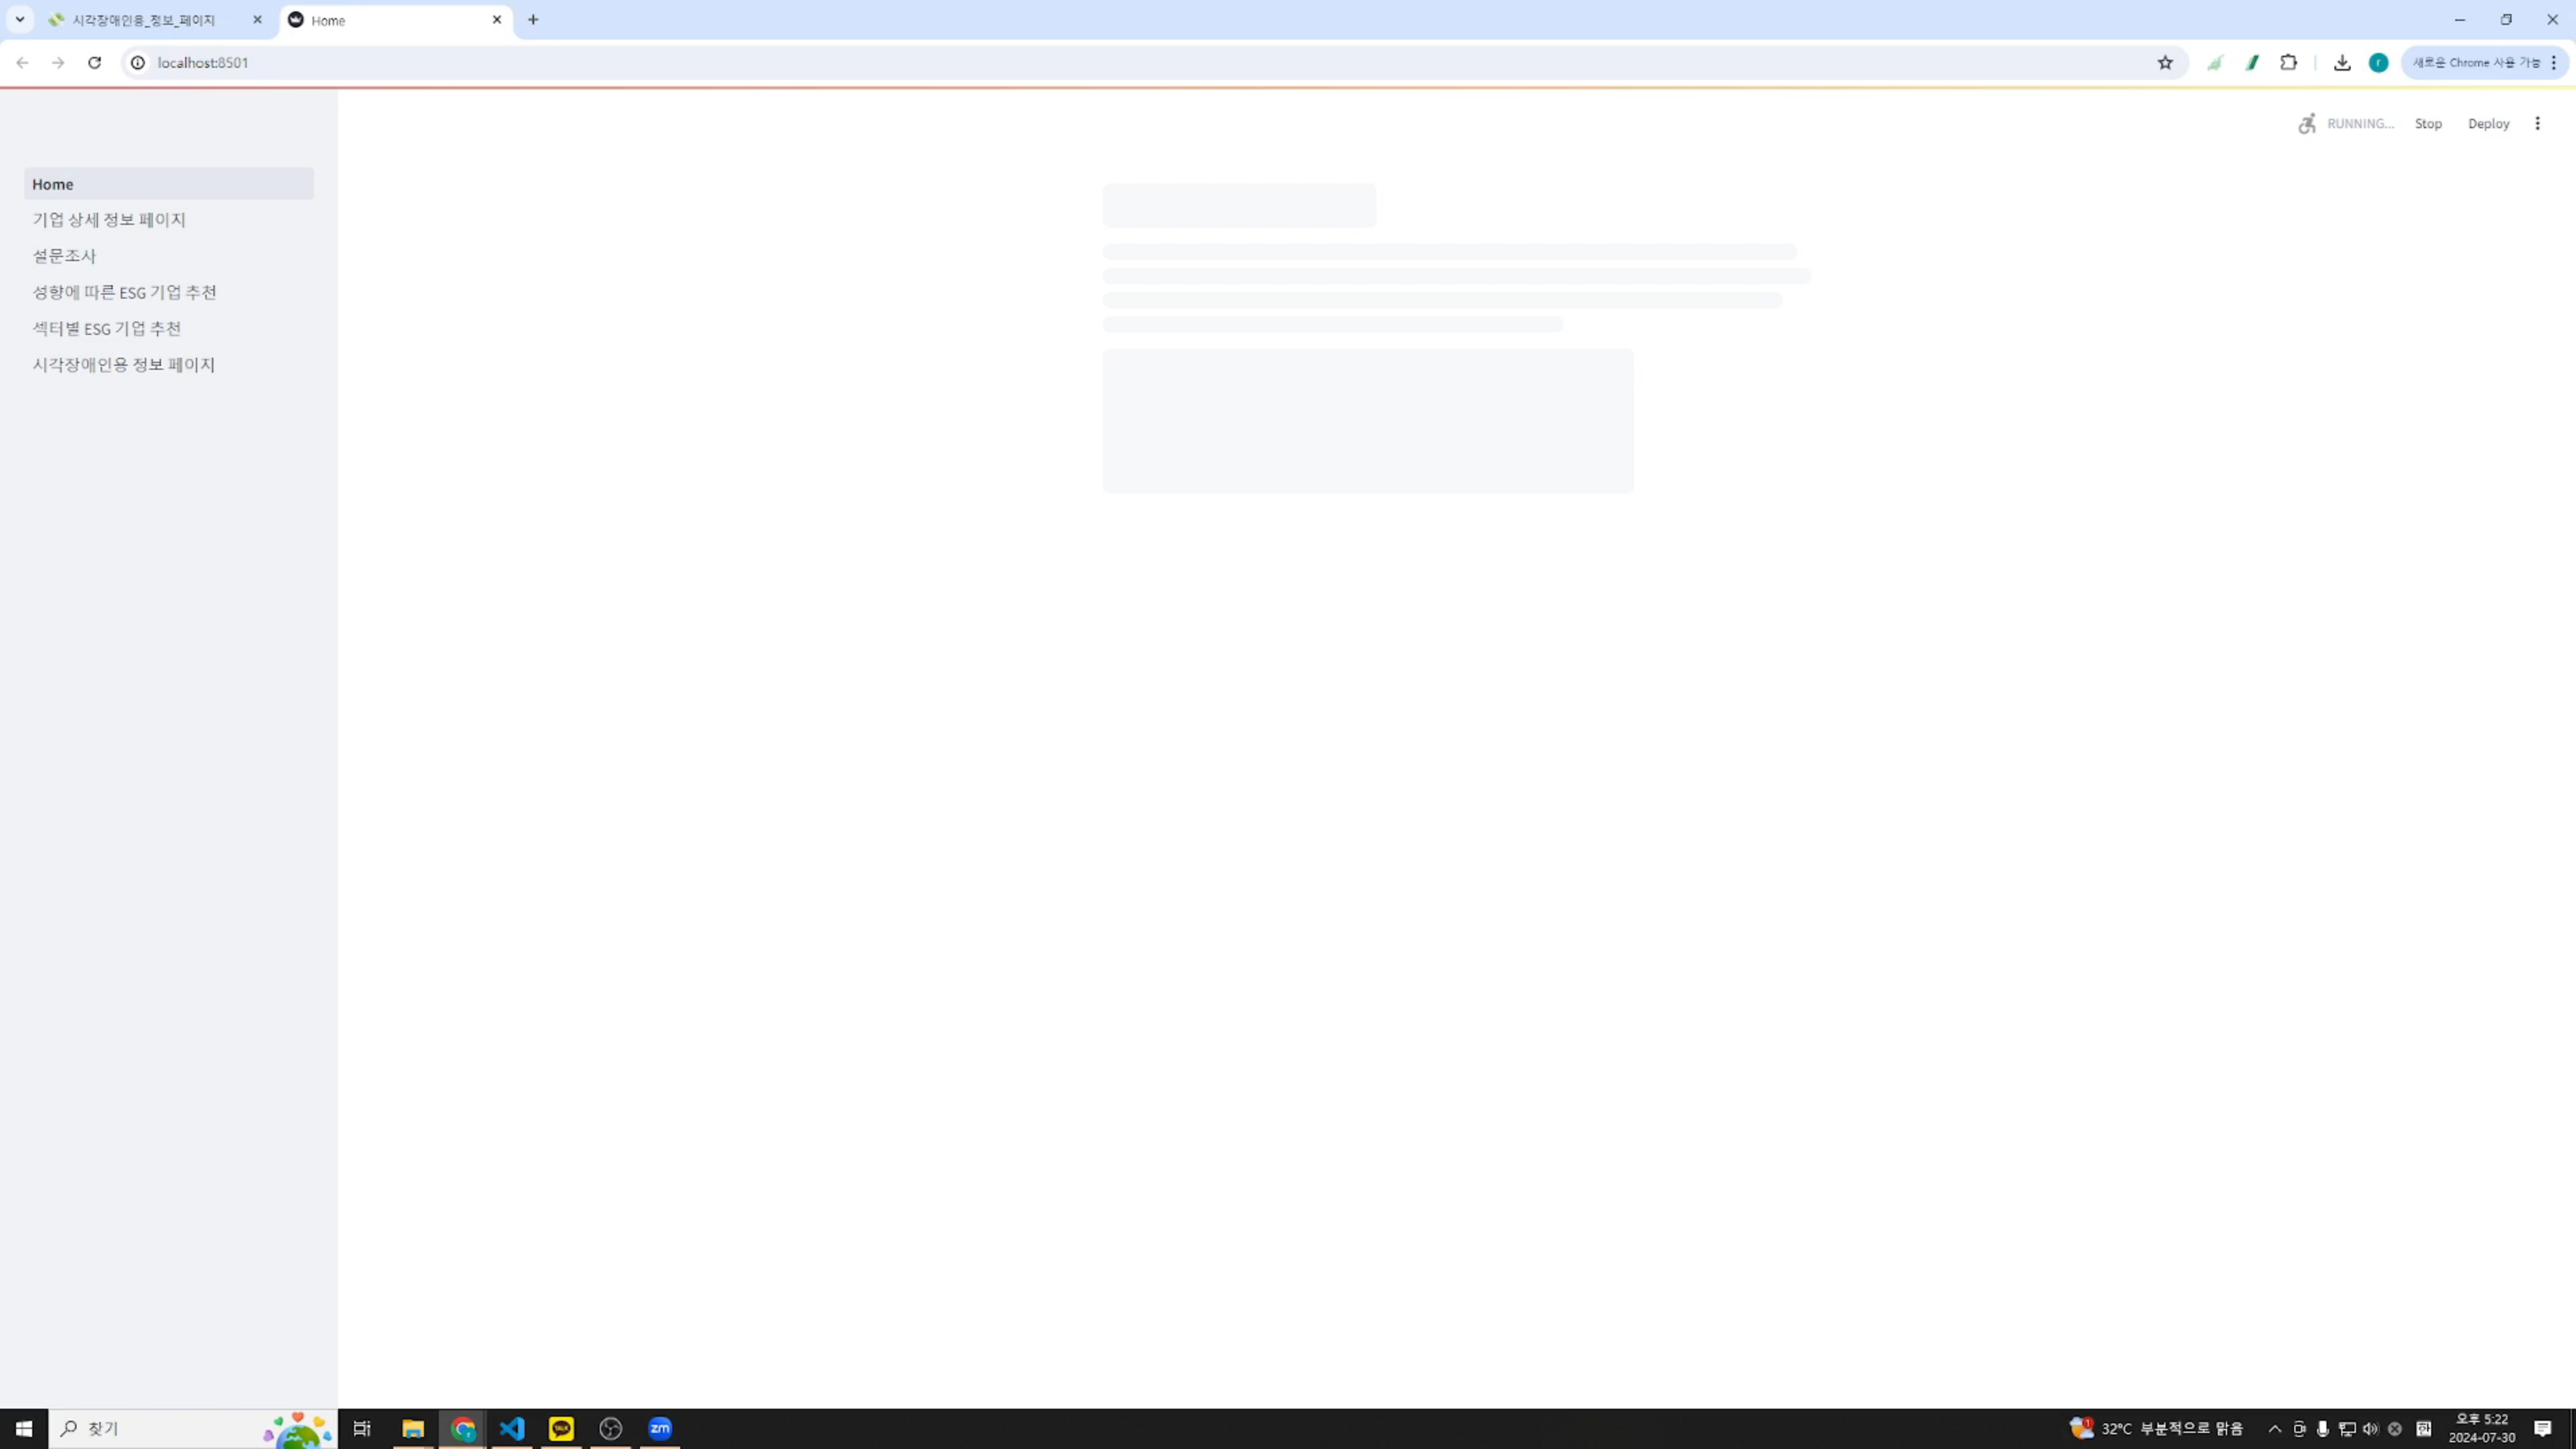 시각장애인용_정보_페이지
Home
localhost:8501
새로운 Chrome 사용 가능
RUNNING...
Stop
Deploy
Home
기업 상세 정보 페이지
설문조사
성향에 따른 ESG 기업 추천
섹터별 ESG 기업 추천
시각장애인용 정보 페이지
찾기
TALK
zm
1
32°C 부분적으로 맑음
오후 5:22
2024-07-30